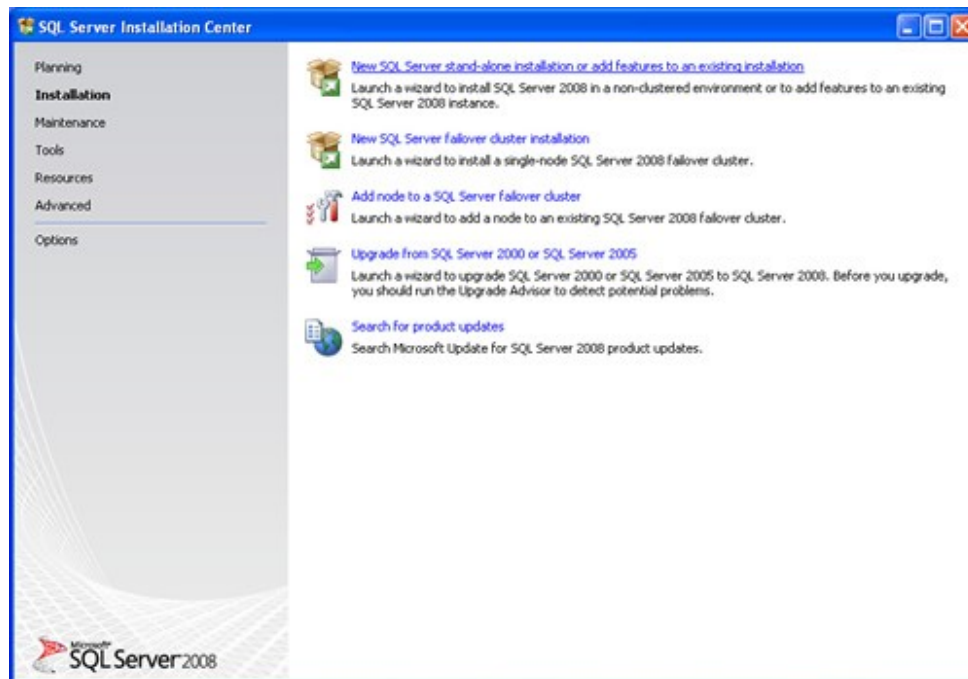 SQL Server Installation Center
Planning
Installation
Maintenance
Tools
Resources
Advanced
Options
New SQL Server stand-alone installation or add features to an existing installation
Launch a wizard to install SQL Server 2008 in a non-clustered environment or to add features to an existing
SQL Server 2008 instance.
New SQL Server failover cluster installation
Launch a wizard to install a single-node SQL Server 2008 failover cluster.
Add node to a SQL Server failover cluster
Launch a wizard to add a node to an existing SQL Server 2008 failover cluster.
Upgrade from SQL Server 2000 or SQL Server 2005
Launch a wizard to upgrade SQL Server 2000 or SQL Server 2005 to SQL Server 2008. Before you upgrade,
you should run the Upgrade Advisor to detect potential problems.
Search for product updates
Search Microsoft Update for SQL Server 2008 product updates.
Microsoft
SQL Server 2008